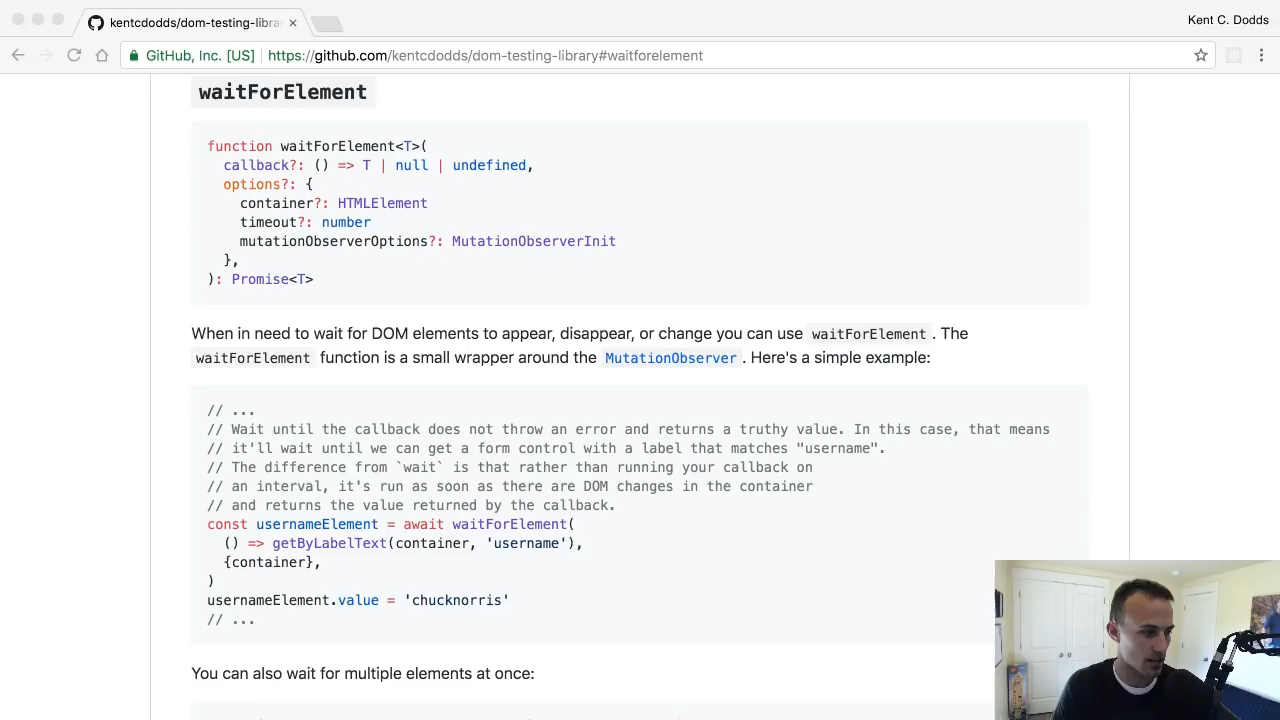 kentcdodds/dom-testing-libra
Kent C. Dodds
GitHub, Inc. [US] https://github.com/kentcdodds/dom-testing-library#waitforelement
waitForElement
function waitForElement<T>(
callback?: () => T | null | undefined,
options?: {
container?: HTMLElement
timeout?: number
mutationObserverOptions?: MutationObserverInit
},
): Promise<T>
When in need to wait for DOM elements to appear, disappear, or change you can use waitForElement . The
waitForElement function is a small wrapper around the MutationObserver . Here's a simple example:
// ...
// Wait until the callback does not throw an error and returns a truthy value. In this case, that means
// it'll wait until we can get a form control with a label that matches "username".
// The difference from `wait` is that rather than running your callback on
// an interval, it's run as soon as there are DOM changes in the container
// and returns the value returned by the callback.
const usernameElement = await waitForElement(
() => getByLabelText(container, 'username'),
{container},
)
usernameElement.value = 'chucknorris'
// ...
You can also wait for multiple elements at once: